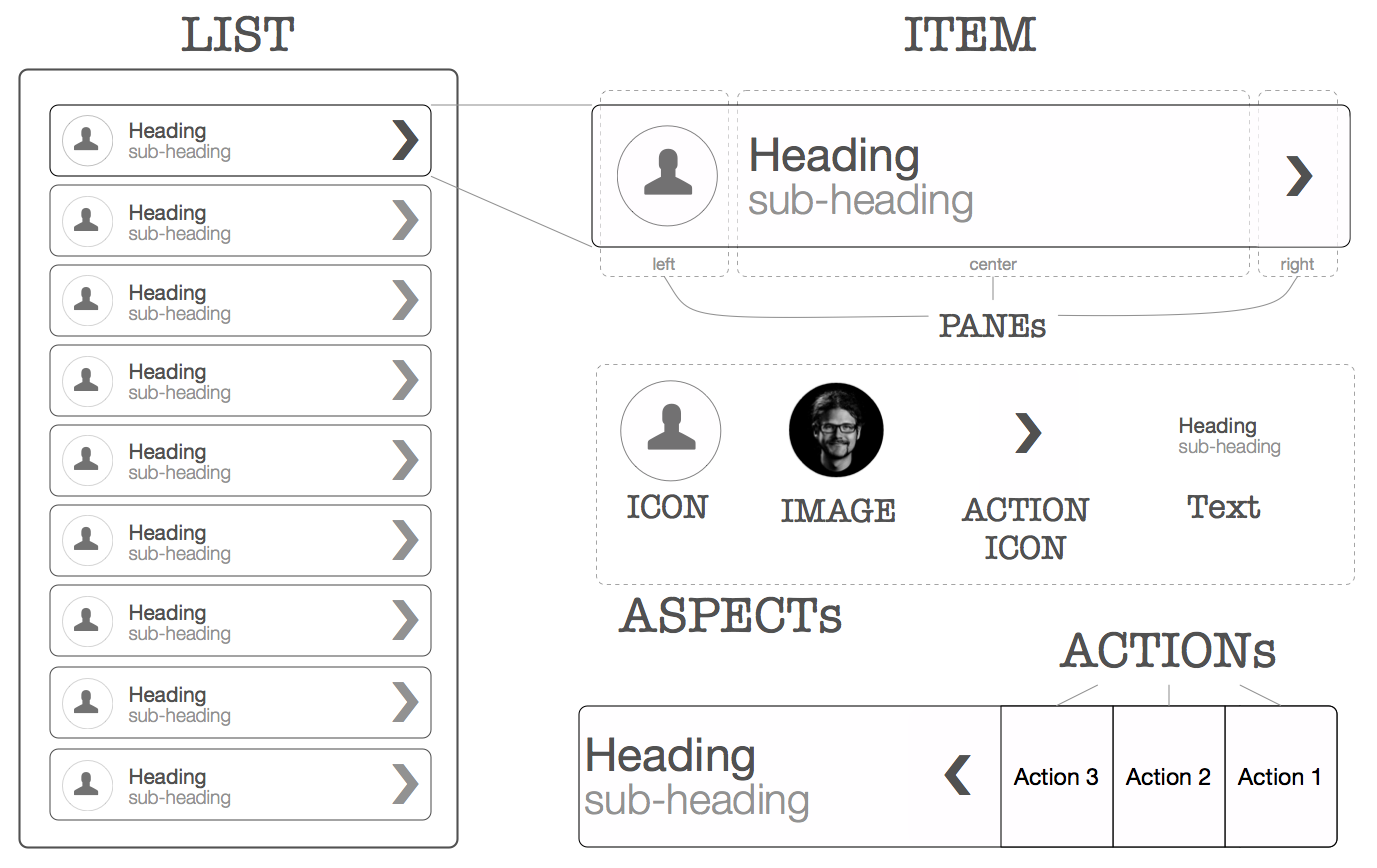 LIST
Heading
sub-heading
Heading
sub-heading
Heading
sub-heading
Heading
sub-heading
Heading
sub-heading
Heading
sub-heading
Heading
sub-heading
Heading
sub-heading
Heading
sub-heading
ITEM
Heading
sub-heading
left
center
right
PANEs
ICON
IMAGE
ACTION
ICON
Heading
sub-heading
Text
ASPECTs
ACTIONs
Heading
sub-heading
Action 3
Action 2
Action 1